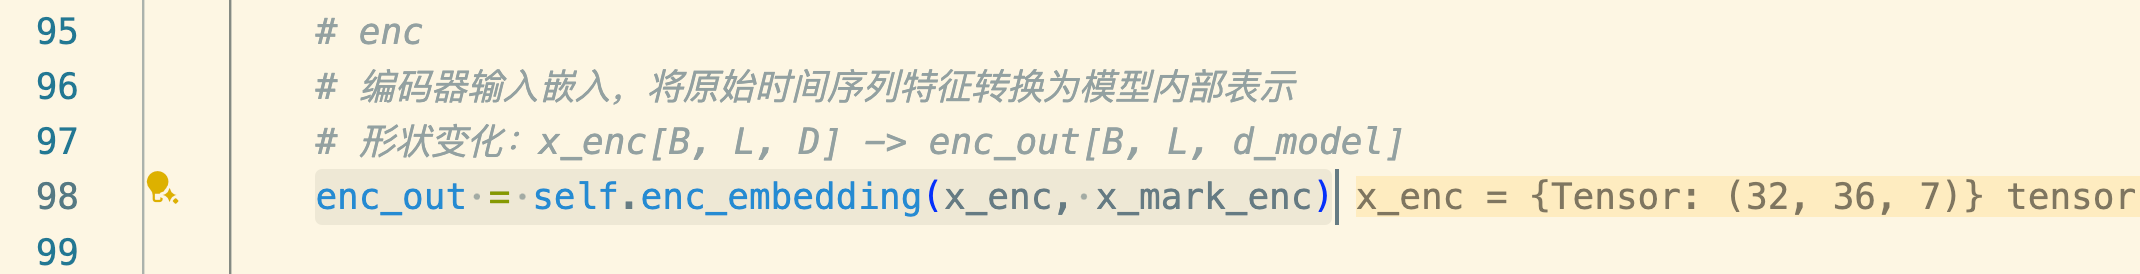 95 # enc
96 # 编码器输入嵌入，将原始时间序列特征转换为模型内部表示
97 # 形状变化：x_enc[B, L, D] —> enc_out[B, L, d_model]
98 enc_out = self.enc_embedding(x_enc, x_mark_enc) x_enc = {Tensor: (32, 36, 7)} tensor
99